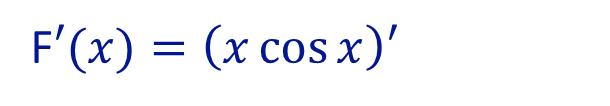 F′(x) = (x cos x)′